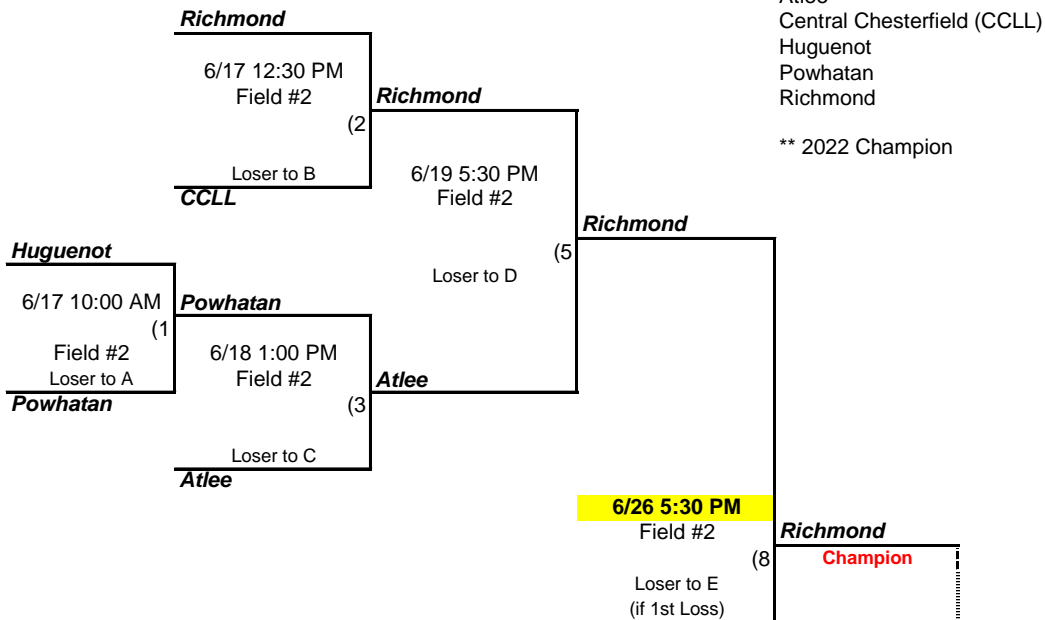 Atlee
Central Chesterfield (CCLL)
Huguenot
Powhatan
Richmond
** 2022 Champion
Richmond
6/17 12:30 PM
Field #2
(2
Loser to B
CCLL
Richmond
6/19 5:30 PM
Field #2
(5
Loser to D
Richmond
Huguenot
6/17 10:00 AM
(1
Field #2
Loser to A
Powhatan
Powhatan
6/18 1:00 PM
Field #2
(3
Loser to C
Atlee
Atlee
6/26 5:30 PM
Field #2
(8
Loser to E
(if 1st Loss)
Richmond
Champion